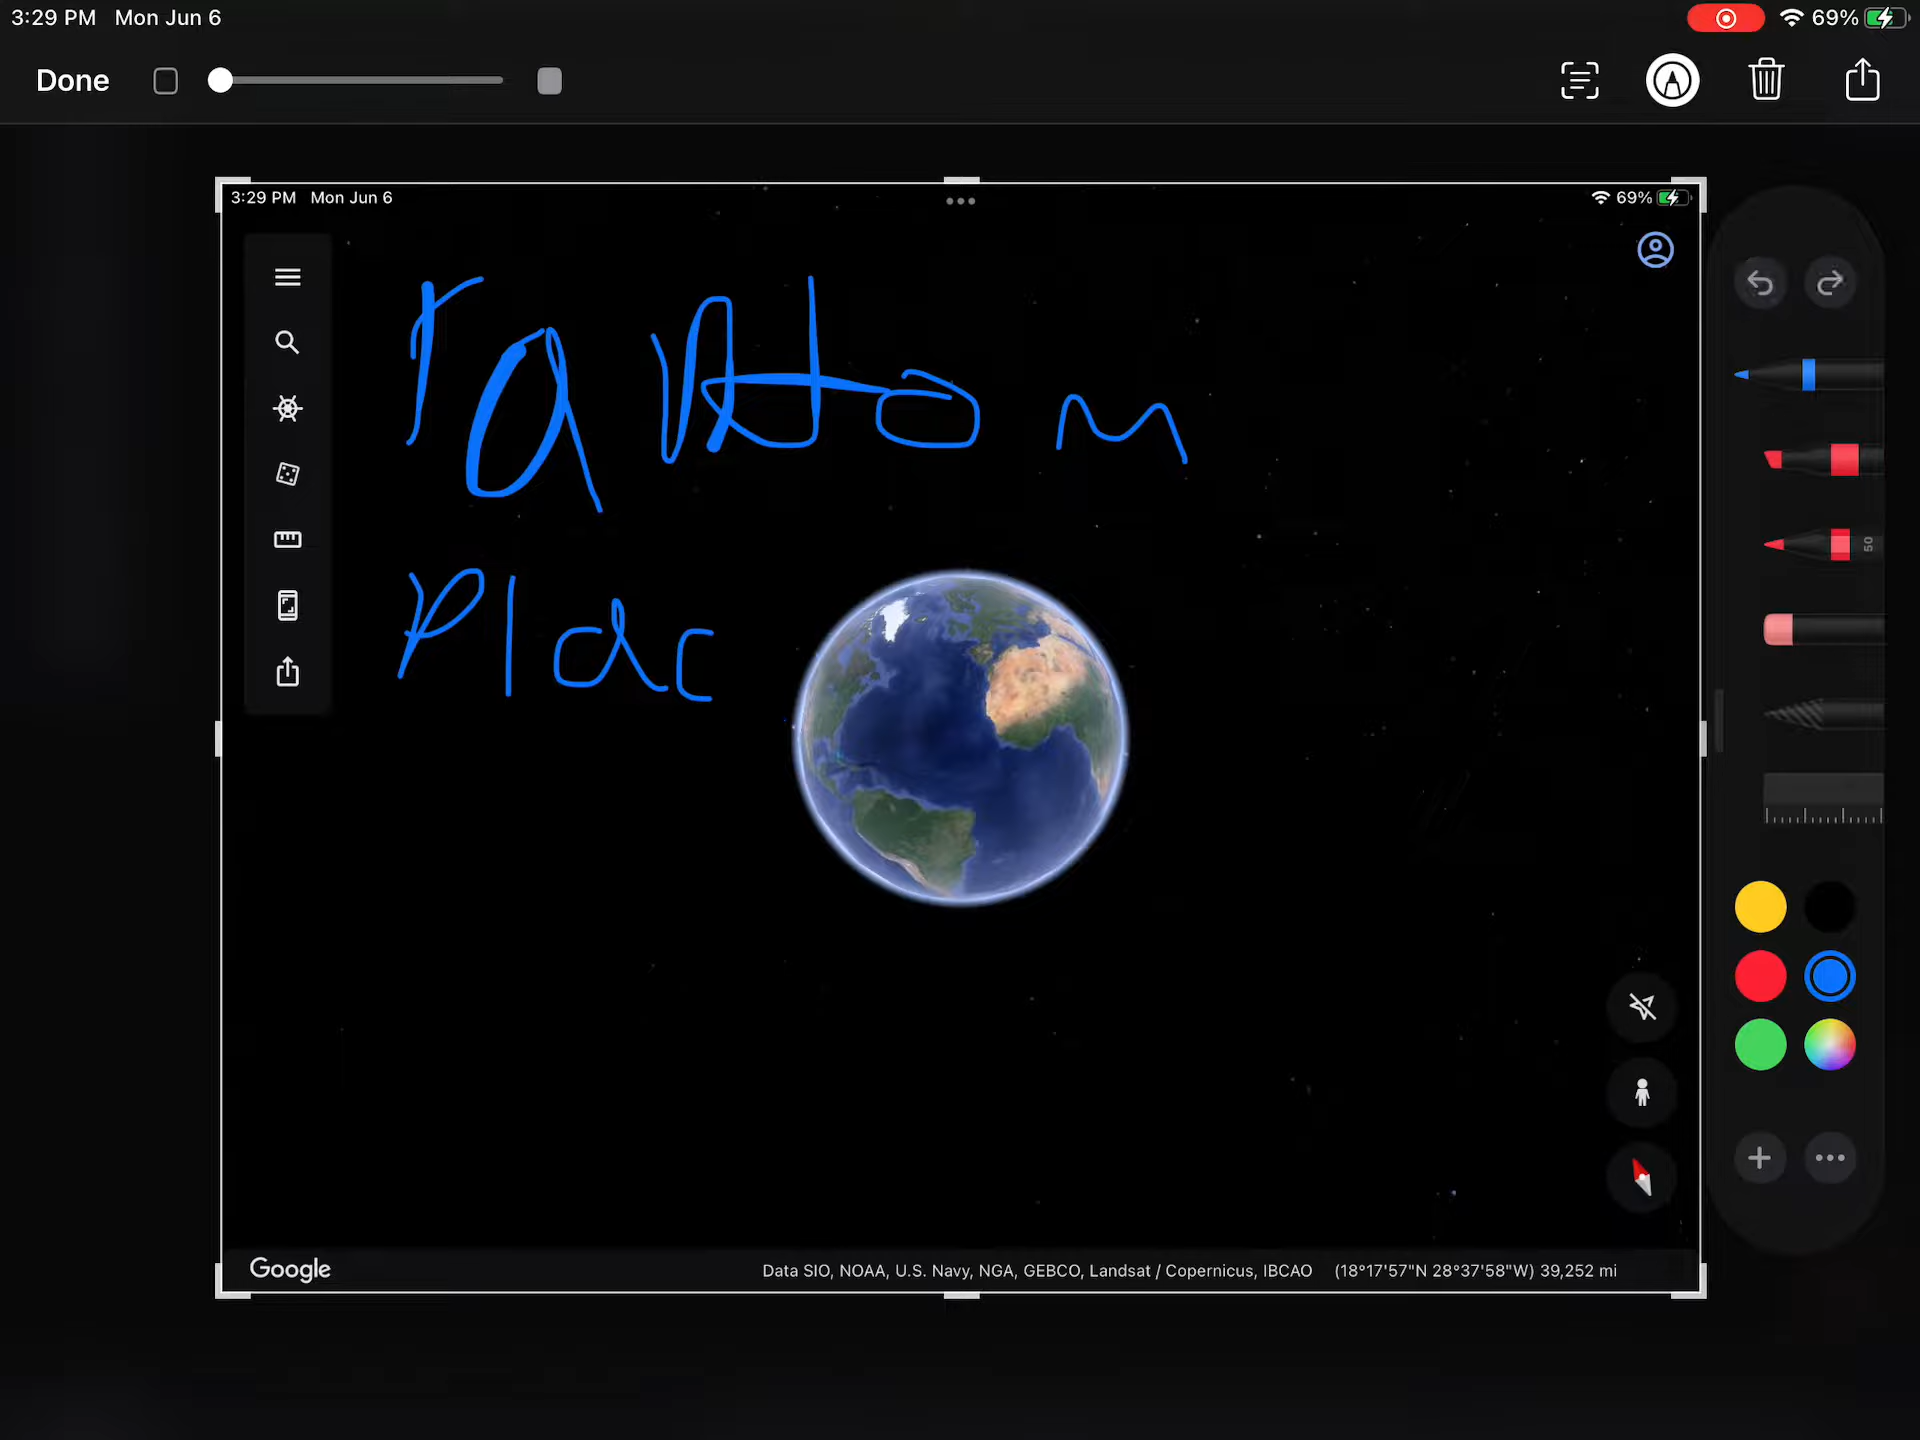 3:29 PM Mon Jun 6 69%
Done
3:29 PM Mon Jun 6 69%
Plac
50
Google Data SIO, NOAA, U.S. Navy, NGA, GEBCO, Landsat / Copernicus, IBCAO (18°17'57"N 28°37'58"W) 39,252 mi